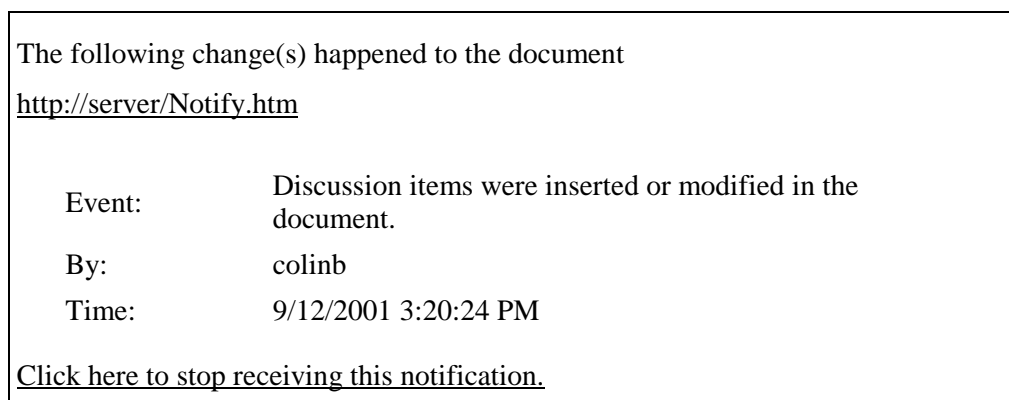 The following change(s) happened to the document
http://server/Notify.htm
Event: Discussion items were inserted or modified in the
document.
By: colinb
Time: 9/12/2001 3:20:24 PM
Click here to stop receiving this notification.